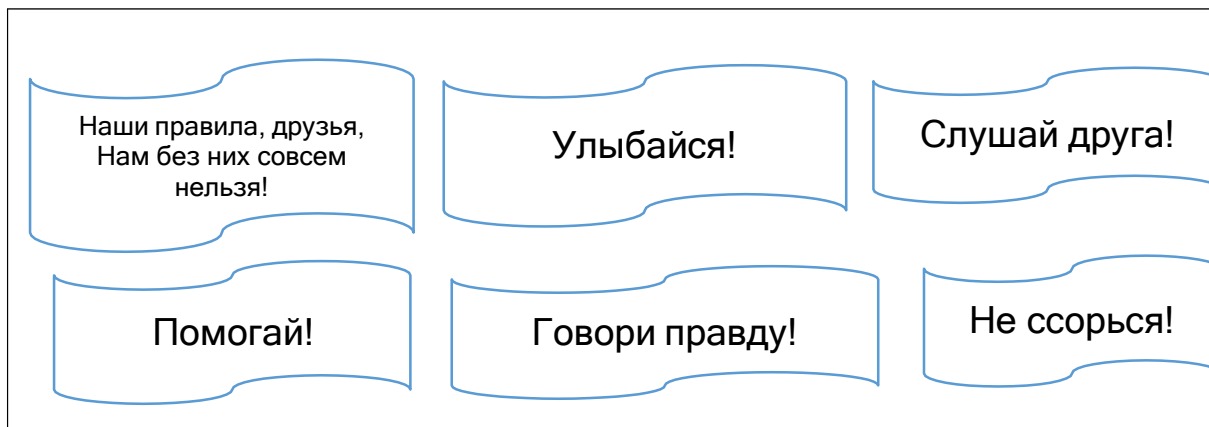 Наши правила, друзья,
Нам без них совсем
нельзя!
Улыбайся!
Слушай друга!
Помогай!
Говори правду!
Не ссорься!